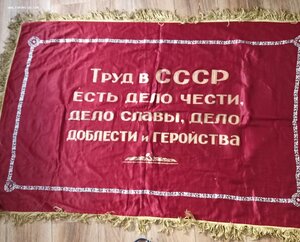 Труд в СССР
есть дело чести,
дело славы, дело
доблести и геройства